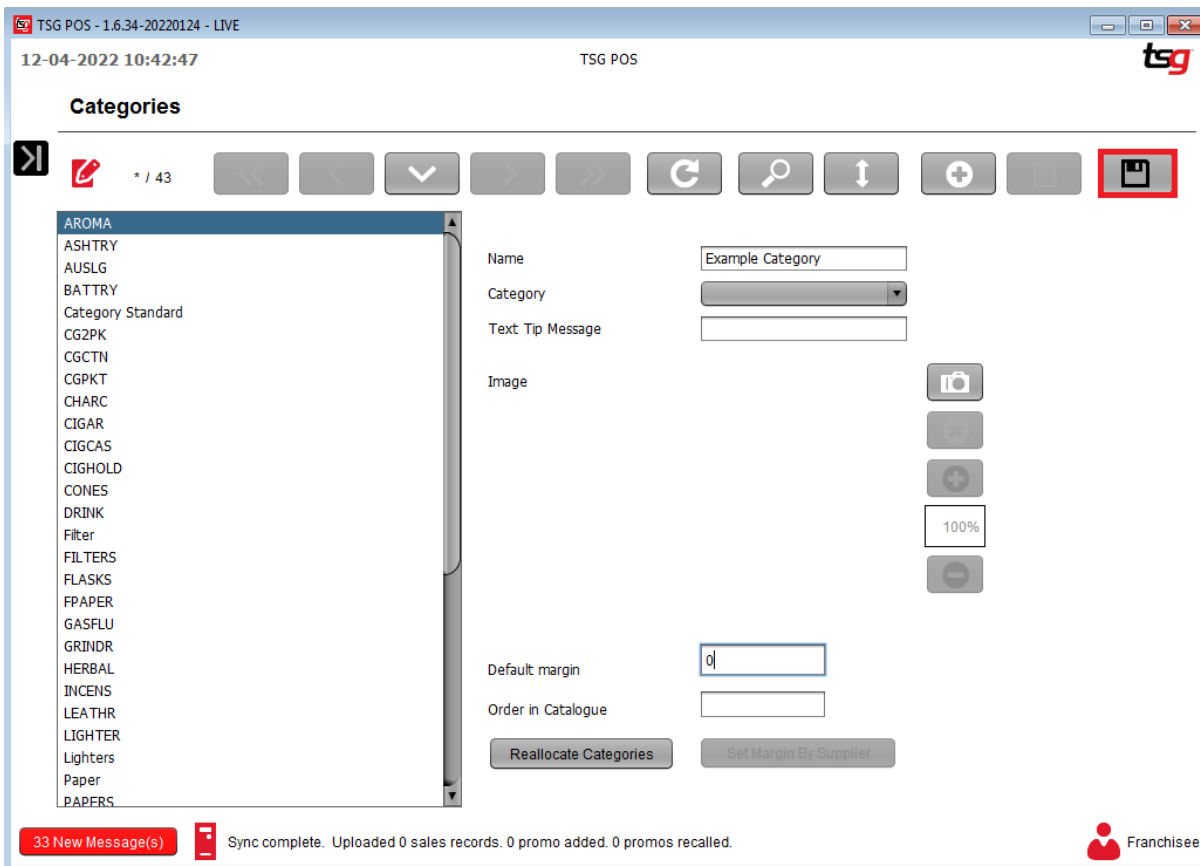 TSG POS - 1.6.34-20220124 - LIVE
12-04-2022 10:42:47
TSG POS
tsg
Categories
* / 43
AROMA
ASHTRY
AUSLG
BATTRY
Category Standard
CG2PK
CGCTN
CGPKT
CHARC
CIGAR
CIGCAS
CIGHOLD
CONES
DRINK
Filter
FILTERS
FLASKS
FPAPER
GASFLU
GRINDR
HERBAL
INCENS
LEATHR
LIGHTER
Lighters
Paper
PAPERS
Name
Example Category
Category
Text Tip Message
Image
100%
Default margin
0
Order in Catalogue
Reallocate Categories
Set Margin By Supplier
33 New Message(s)
Sync complete. Uploaded 0 sales records. 0 promo added. 0 promos recalled.
Franchisee